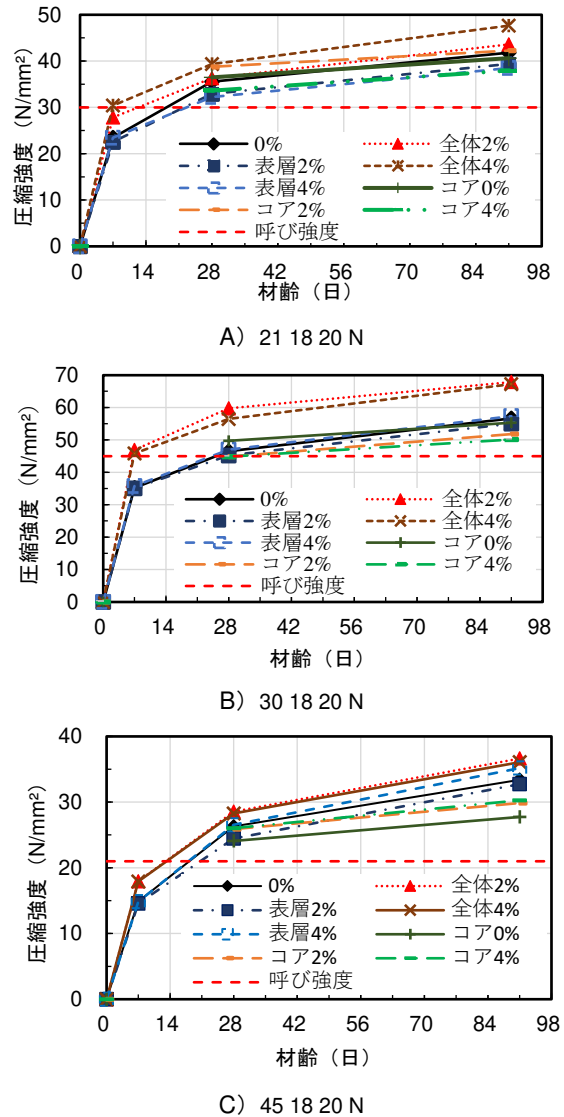 50
40
30
20
10
0
圧縮強度（N/mm²）
0%
全体2%
表層2%
全体4%
表層4%
コア0%
コア2%
コア4%
呼び強度
0 14 28 42 56 70 84 98
材齢（日）
A）21 18 20 N
70
60
50
40
30
20
10
0
圧縮強度（N/mm²）
0%
全体2%
表層2%
全体4%
表層4%
コア0%
コア2%
コア4%
呼び強度
0 14 28 42 56 70 84 98
材齢（日）
B）30 18 20 N
40
30
20
10
0
圧縮強度（N/mm²）
0%
全体2%
表層2%
全体4%
表層4%
コア0%
コア2%
コア4%
呼び強度
0 14 28 42 56 70 84 98
材齢（日）
C）45 18 20 N